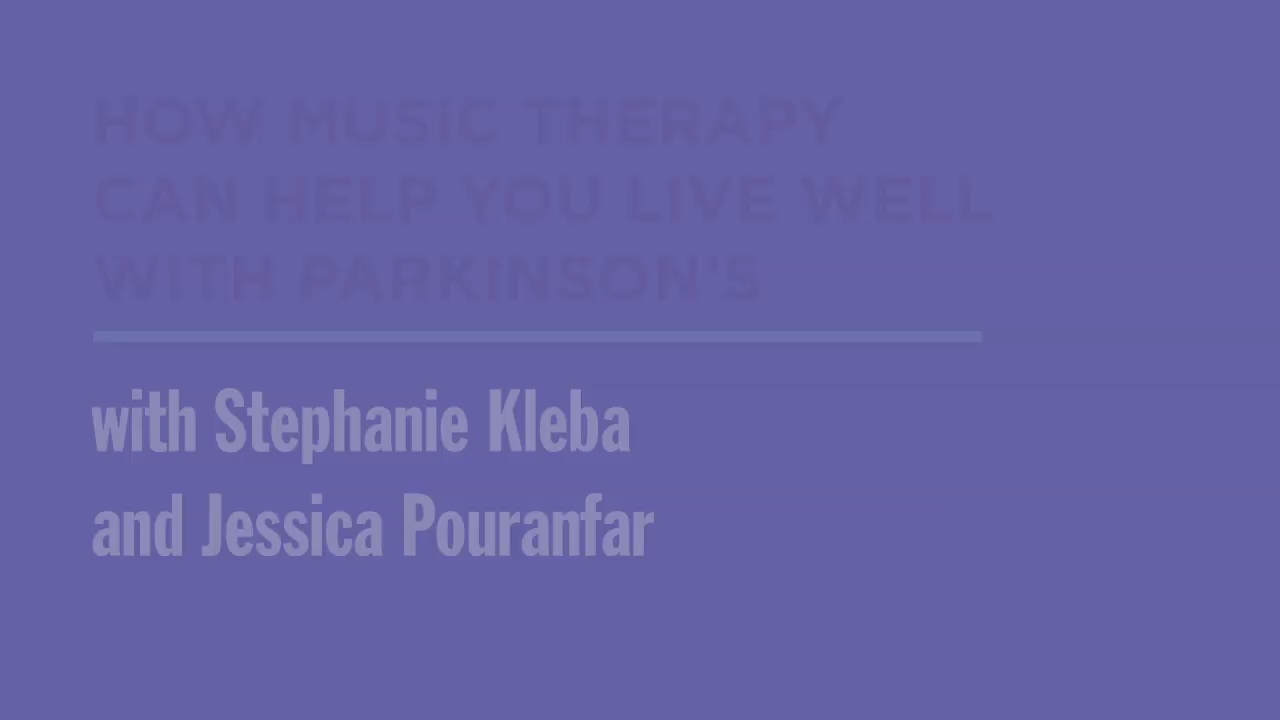 HOW MUSIC THERAPY
CAN HELP YOU LIVE WELL
WITH PARKINSON'S
with Stephanie Kleba
and Jessica Pouranfar